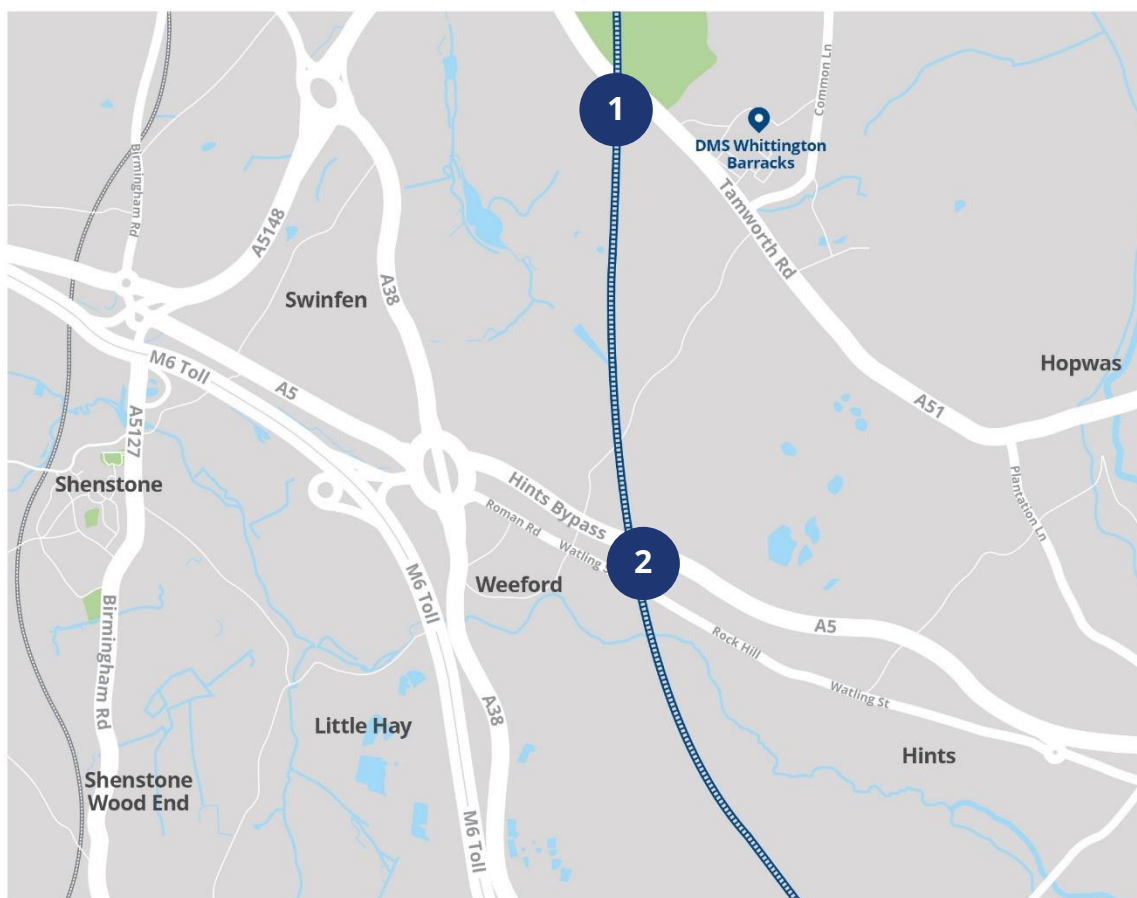 1
Common Ln
DMS Whittington
Barracks
Birmingham Rd
Tamworth Rd
A5148
A38
Swinfen
M6 Toll
A5
Hopwas
A51
A5127
Shenstone
Hints Bypass
Plantation Ln
Roman Rd
Watling
2
Weeford
M6 Toll
A5
Rock Hill
Birmingham Rd
Watling St
A38
Little Hay
Hints
Shenstone
Wood End
M6 Toll